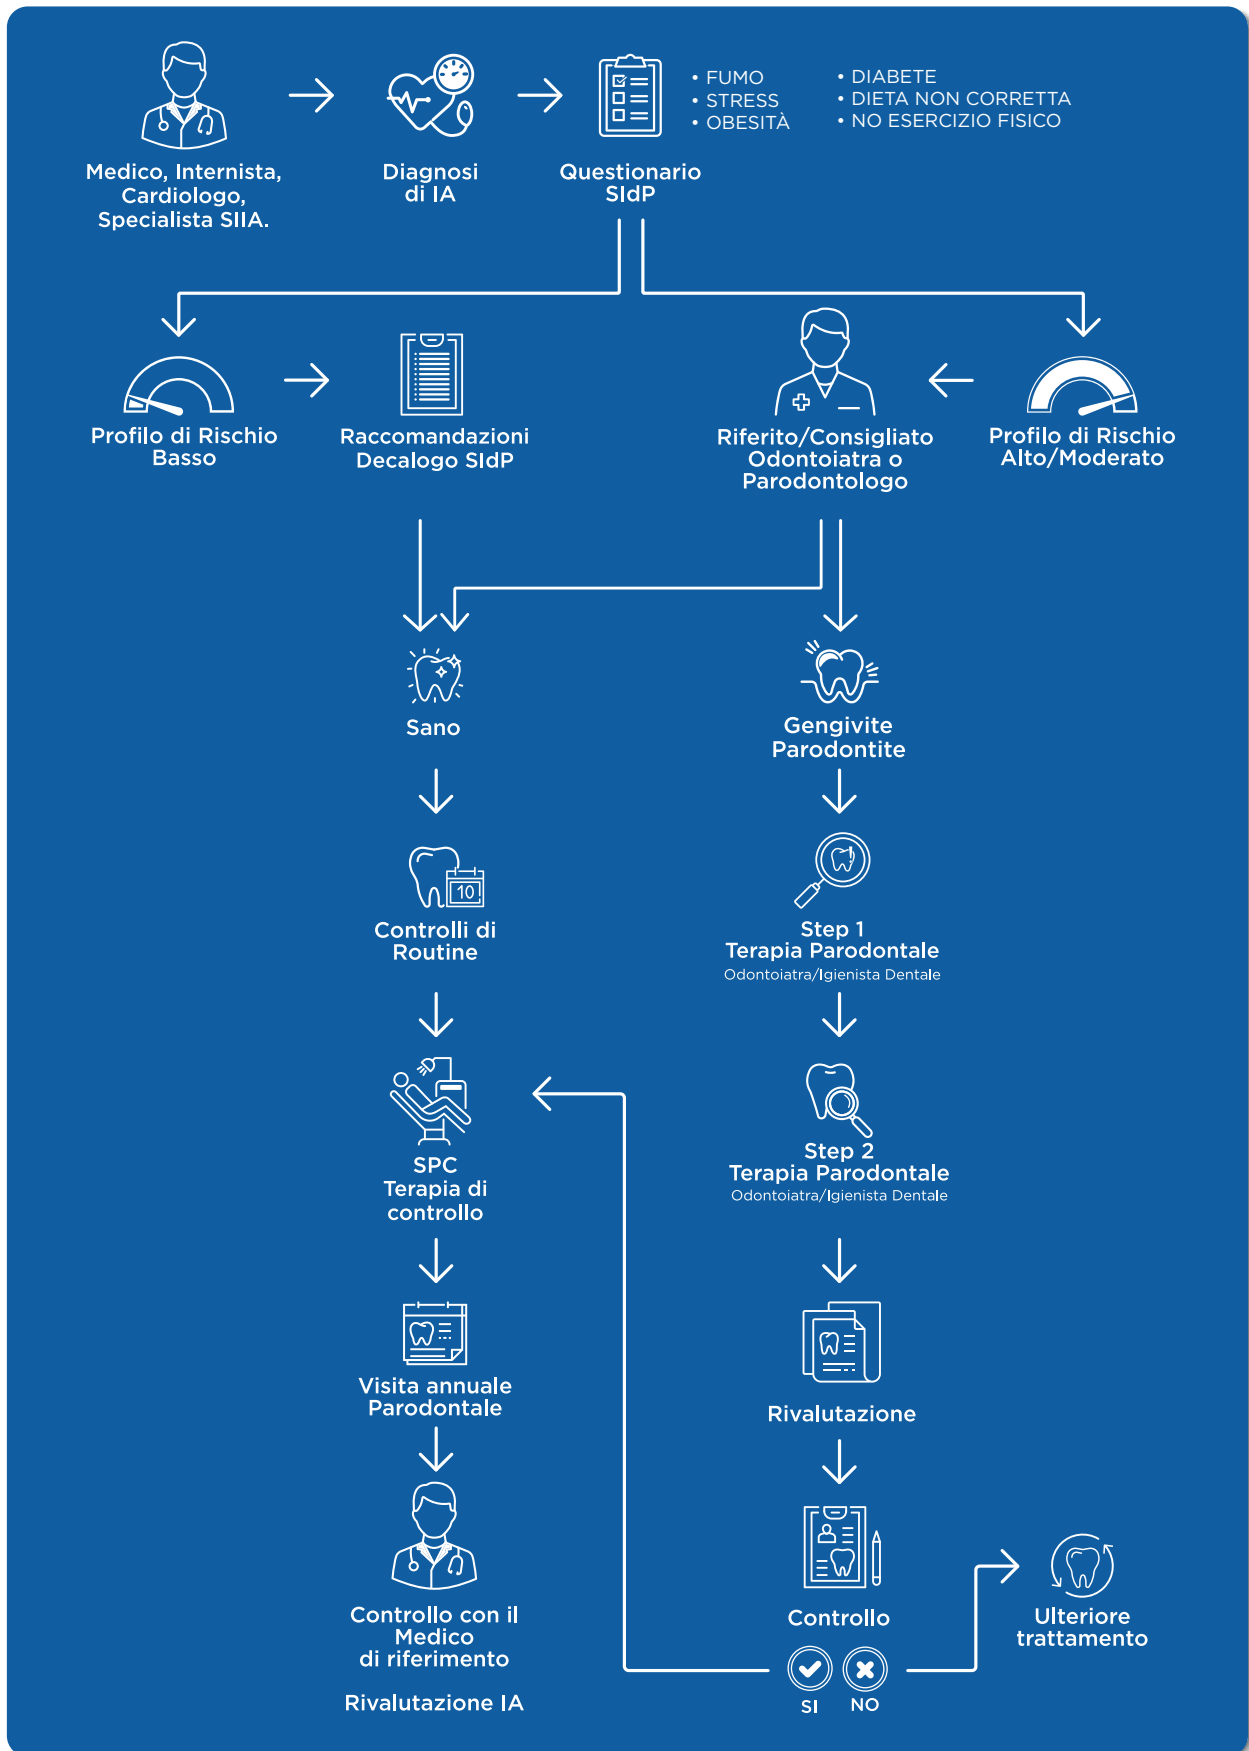 Medico, Internista,
Cardiologo,
Specialista SIIA.
Diagnosi
di IA
Questionario
SIdP
• FUMO
• STRESS
• OBESITÀ
• DIABETE
• DIETA NON CORRETTA
• NO ESERCIZIO FISICO
Profilo di Rischio
Basso
Raccomandazioni
Decalogo SIdP
Riferito/Consigliato
Odontoiatra o
Parodontologo
Profilo di Rischio
Alto/Moderato
Sano
Gengivite
Parodontite
10
Controlli di
Routine
Step 1
Terapia Parodontale
Odontoiatra/Igienista Dentale
SPC
Terapia di
controllo
Step 2
Terapia Parodontale
Odontoiatra/Igienista Dentale
Visita annuale
Parodontale
Rivalutazione
Controllo con il
Medico
di riferimento
Rivalutazione IA
Controllo
SI
NO
Ulteriore
trattamento